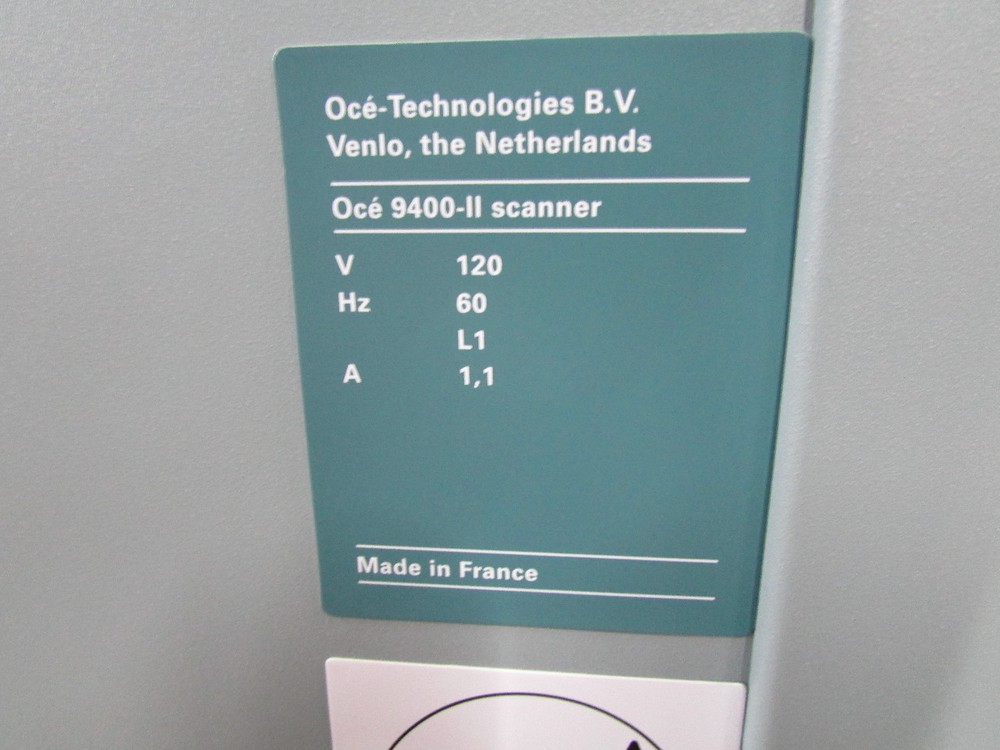 Océ-Technologies B.V.
Venlo, the Netherlands
Océ 9400-II scanner
V 120
Hz 60
L1
A 1,1
Made in France